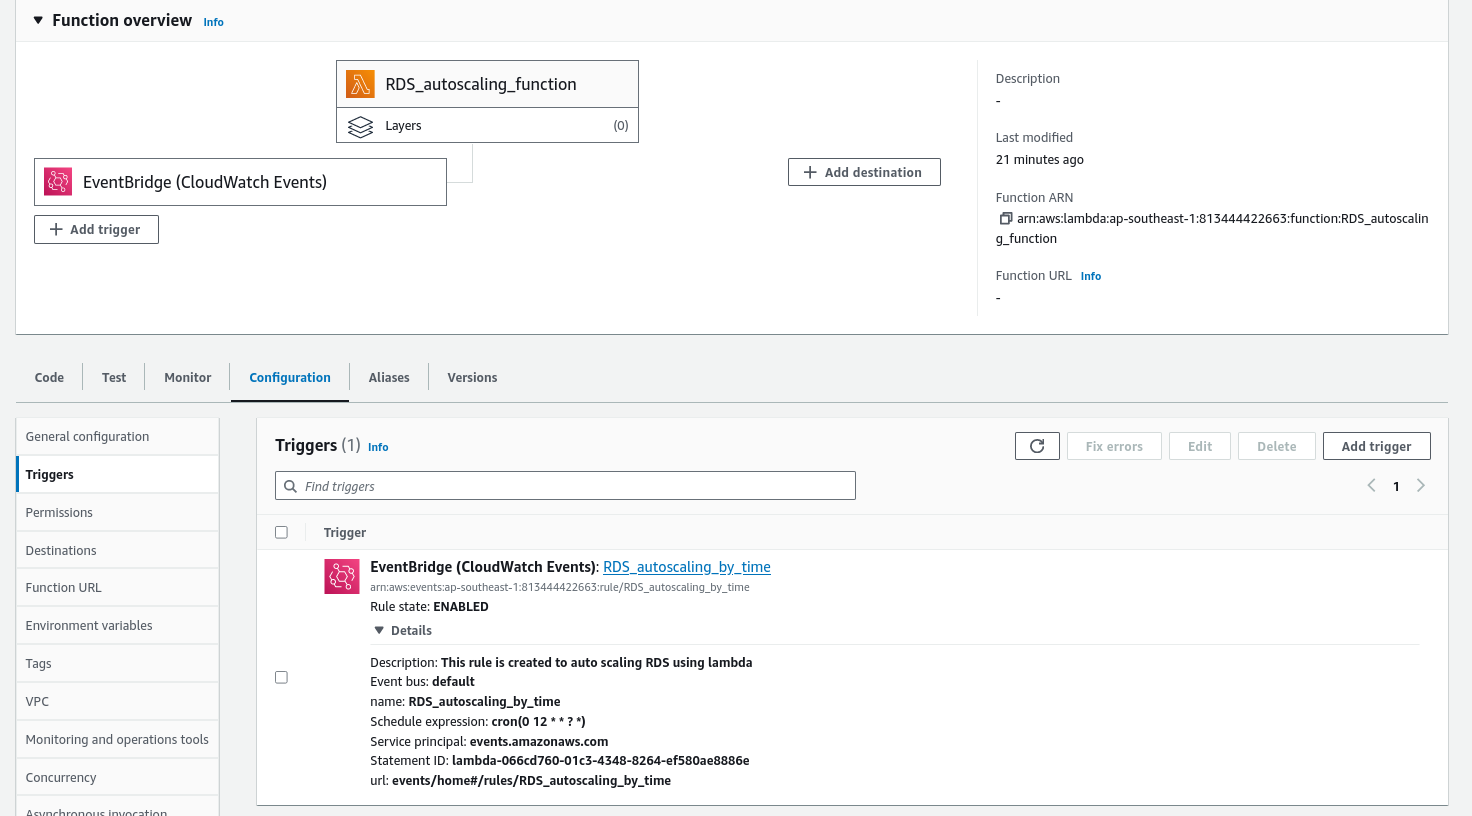 Function overview Info
RDS_autoscaling_function
Layers (0)
EventBridge (CloudWatch Events)
Add trigger
Add destination
Description
-
Last modified
21 minutes ago
Function ARN
arn:aws:lambda:ap-southeast-1:813444422663:function:RDS_autoscalin
g_function
Function URL Info
-
Code Test Monitor Configuration Aliases Versions
General configuration
Triggers
Permissions
Destinations
Function URL
Environment variables
Tags
VPC
Monitoring and operations tools
Concurrency
Asynchronous invocation
Triggers (1) Info
Fix errors Edit Delete Add trigger
Find triggers
1
Trigger
EventBridge (CloudWatch Events): RDS_autoscaling_by_time
arn:aws:events:ap-southeast-1:813444422663:rule/RDS_autoscaling_by_time
Rule state: ENABLED
Details
Description: This rule is created to auto scaling RDS using lambda
Event bus: default
name: RDS_autoscaling_by_time
Schedule expression: cron(0 12 * * ? *)
Service principal: events.amazonaws.com
Statement ID: lambda-066cd760-01c3-4348-8264-ef580ae8886e
url: events/home#/rules/RDS_autoscaling_by_time